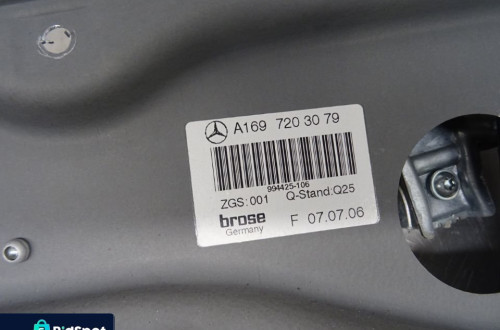 A169 720 30 79
994425-106
ZGS: 001 Q-Stand:Q25
brose
Germany F 07.07.06
BidSpot